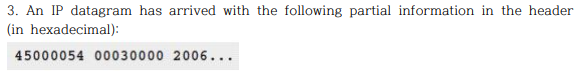 3. An IP datagram has arrived with the following partial information in the header
(in hexadecimal):
45000054 00030000 2006...